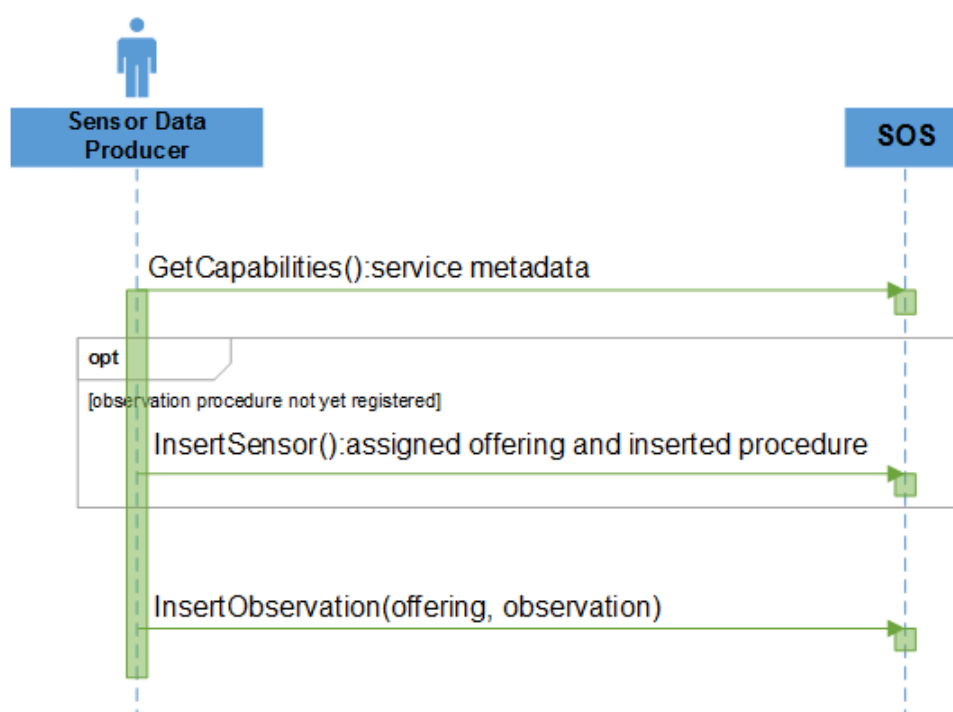 Sensor Data
Producer
SOS
GetCapabilities():service metadata
opt
[observation procedure not yet registered]
InsertSensor():assigned offering and inserted procedure
InsertObservation(offering, observation)